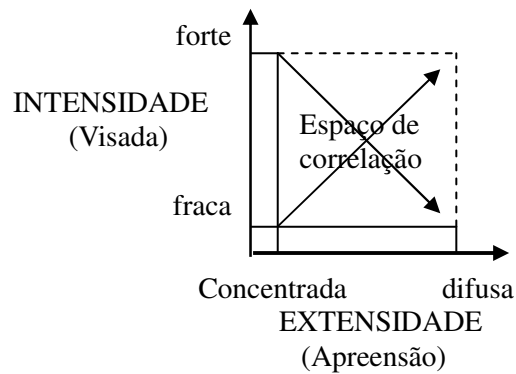 forte
INTENSIDADE
(Visada)
Espaço de
correlação
fraca
Concentrada difusa
EXTENSIDADE
(Apreensão)